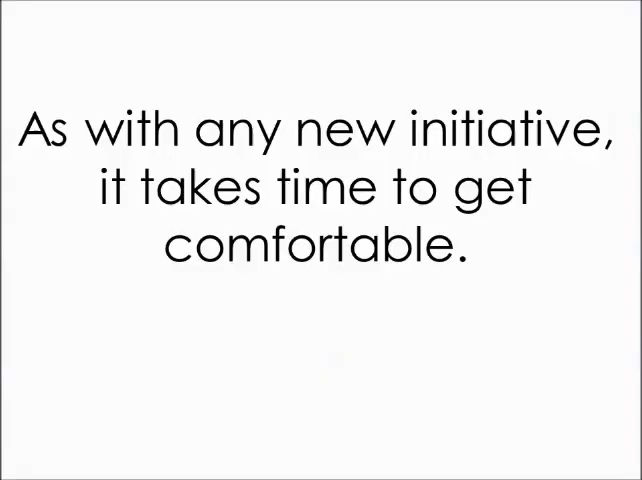 As with any new initiative,
it takes time to get
comfortable.